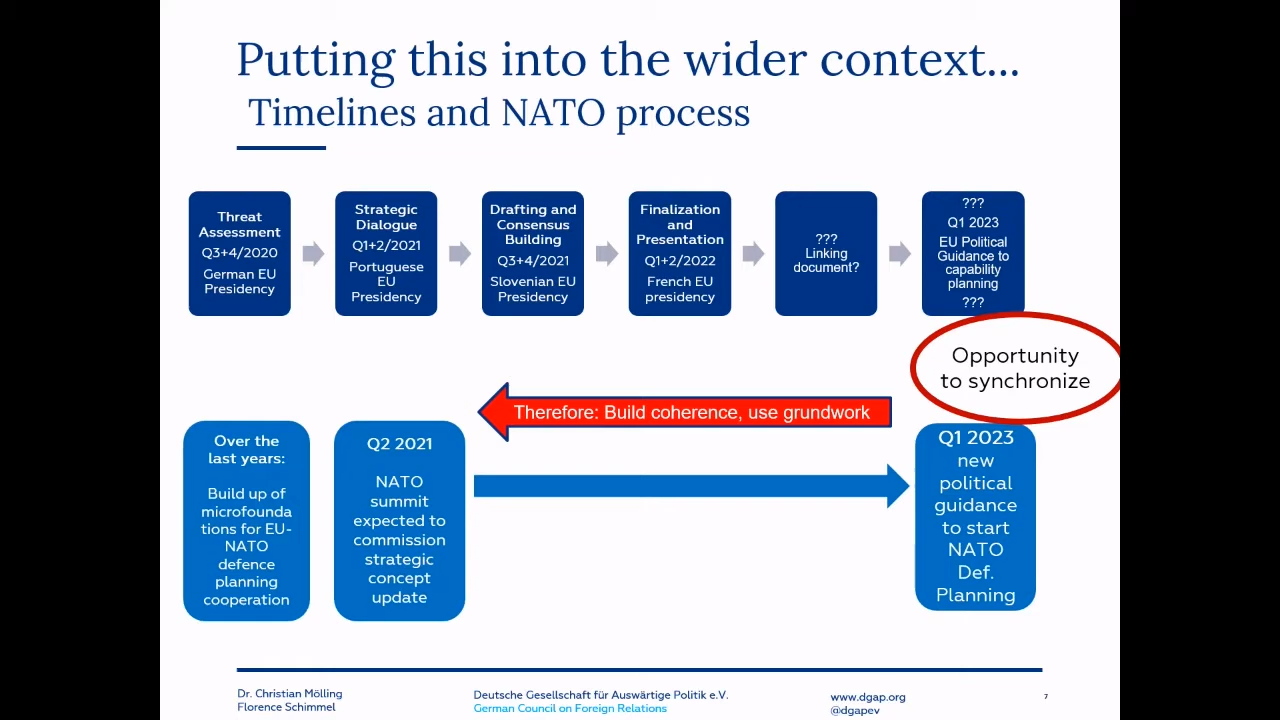 Putting this into the wider context...
Timelines and NATO process
Threat
Assessment
Q3+4/2020
German EU
Presidency
Strategic
Dialogue
Q1+2/2021
Portuguese
EU
Presidency
Drafting and
Consensus
Building
Q3+4/2021
Slovenian EU
Presidency
Finalization
and
Presentation
Q1+2/2022
French EU
presidency
???
Linking
document?
???
Q1 2023
EU Political
Guidance to
capability
planning
???
Opportunity
to synchronize
Therefore: Build coherence, use grundwork
Over the
last years:
Build up of
microfounda
tions for EU-
NATO
defence
planning
cooperation
Q2 2021
NATO
summit
expected to
commission
strategic
concept
update
Q1 2023
new
political
guidance
to start
NATO
Def.
Planning
Dr. Christian Mölling
Florence Schimmel
Deutsche Gesellschaft für Auswärtige Politik e.V.
German Council on Foreign Relations
www.dgap.org
@dgapev
7